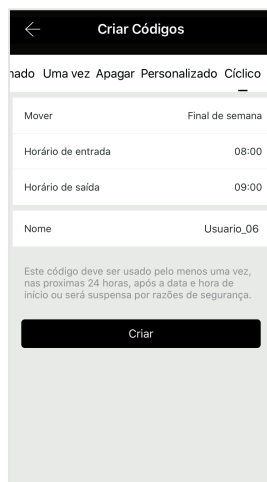 Criar Códigos
nado Uma vez Apagar Personalizado Cíclico
Mover Final de semana
Horário de entrada 08:00
Horário de saída 09:00
Nome Usuario_06
Este código deve ser usado pelo menos uma vez,
nas proximas 24 horas, após a data e hora de
início ou será suspensa por razões de segurança.
Criar